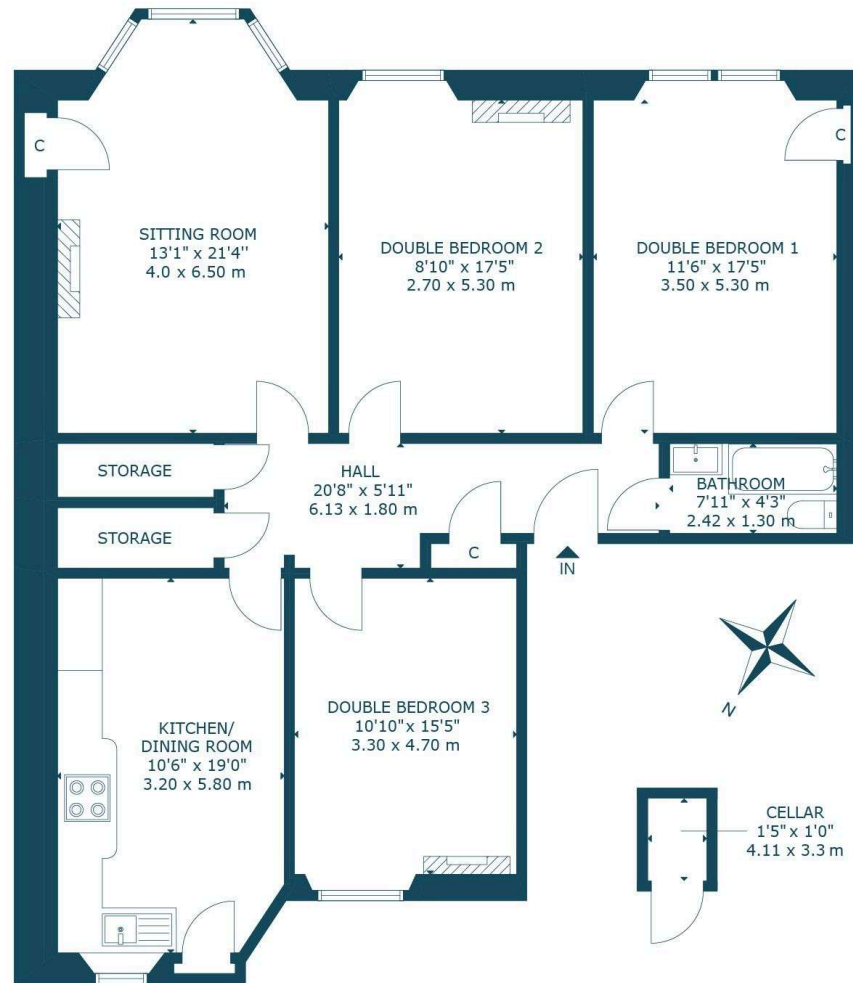 C
SITTING ROOM
13'1" x 21'4''
4.0 x 6.50 m
DOUBLE BEDROOM 2
8'10" x 17'5"
2.70 x 5.30 m
DOUBLE BEDROOM 1
11'6" x 17'5"
3.50 x 5.30 m
C
STORAGE
STORAGE
HALL
20'8" x 5'11"
6.13 x 1.80 m
C
IN
BATHROOM
7'11" x 4'3"
2.42 x 1.30 m
KITCHEN/
DINING ROOM
10'6" x 19'0"
3.20 x 5.80 m
DOUBLE BEDROOM 3
10'10" x 15'5"
3.30 x 4.70 m
N
CELLAR
1'5" x 1'0"
4.11 x 3.3 m